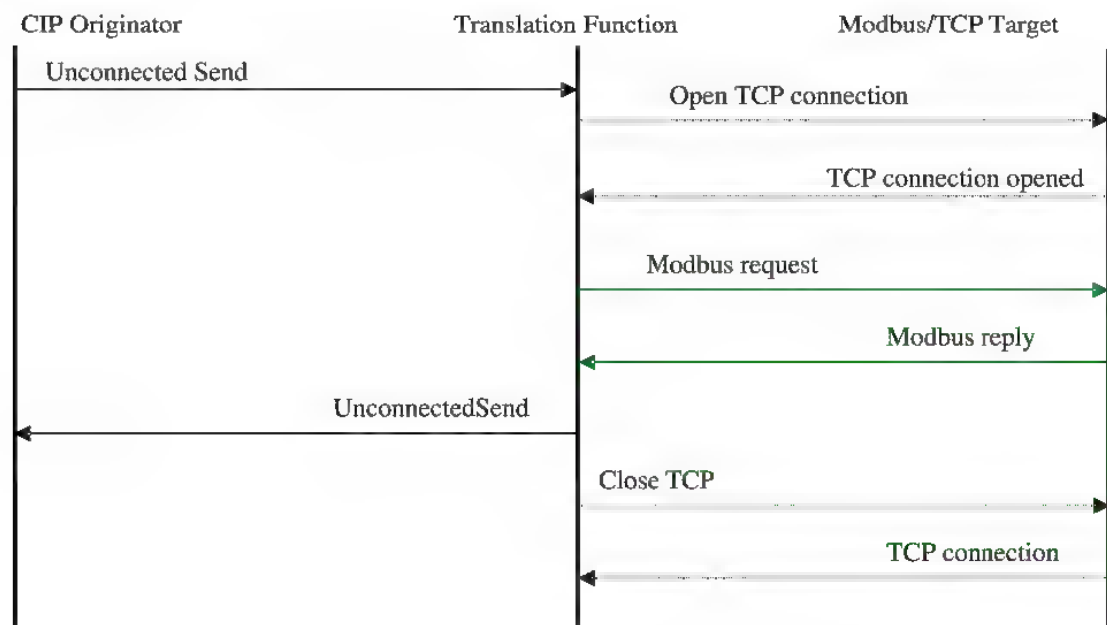 CIP Originator
Translation Function
Modbus/TCP Target
Unconnected Send
Open TCP connection
TCP connection opened
Modbus request
Modbus reply
UnconnectedSend
Close TCP
TCP connection